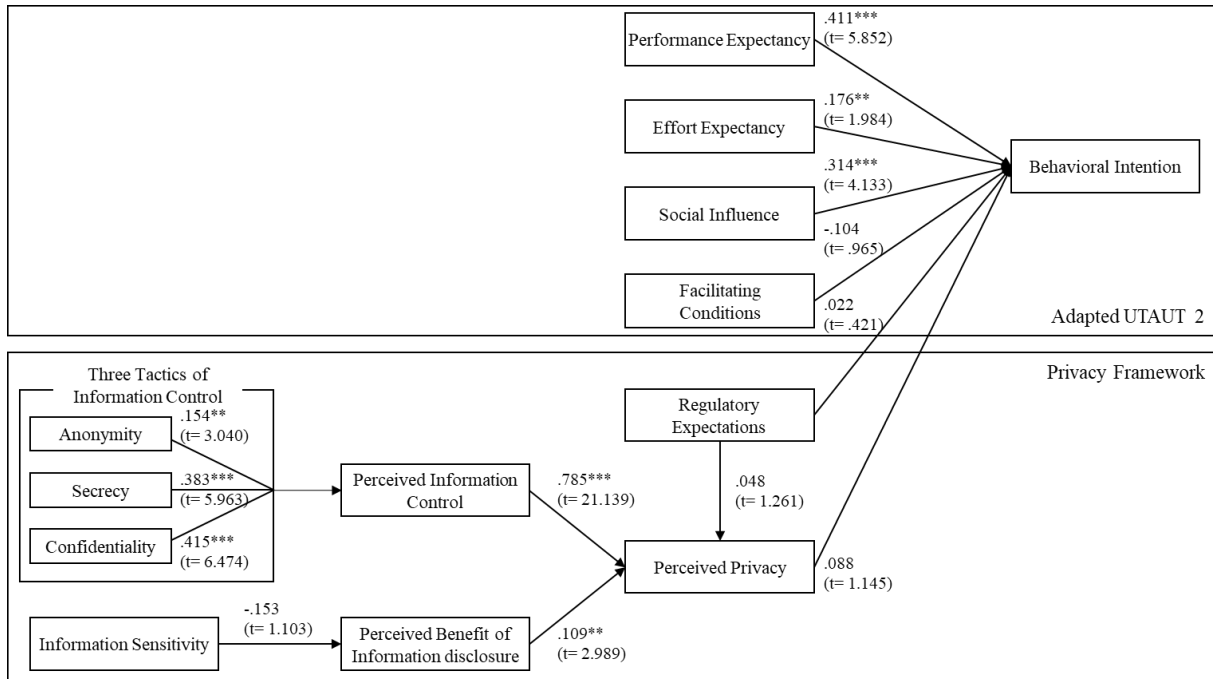 Performance Expectancy
.411***
(t= 5.852)
Effort Expectancy
.176**
(t= 1.984)
Social Influence
.314***
(t= 4.133)
Facilitating
Conditions
-.104
(t= .965)
.022
(t= .421)
Behavioral Intention
Adapted UTAUT 2
Privacy Framework
Three Tactics of
Information Control
Anonymity
.154**
(t= 3.040)
Secrecy
.383***
(t= 5.963)
Confidentiality
.415***
(t= 6.474)
Perceived Information
Control
.785***
(t= 21.139)
Regulatory
Expectations
.048
(t= 1.261)
Perceived Privacy
.088
(t= 1.145)
Information Sensitivity
-.153
(t= 1.103)
Perceived Benefit of
Information disclosure
.109**
(t= 2.989)